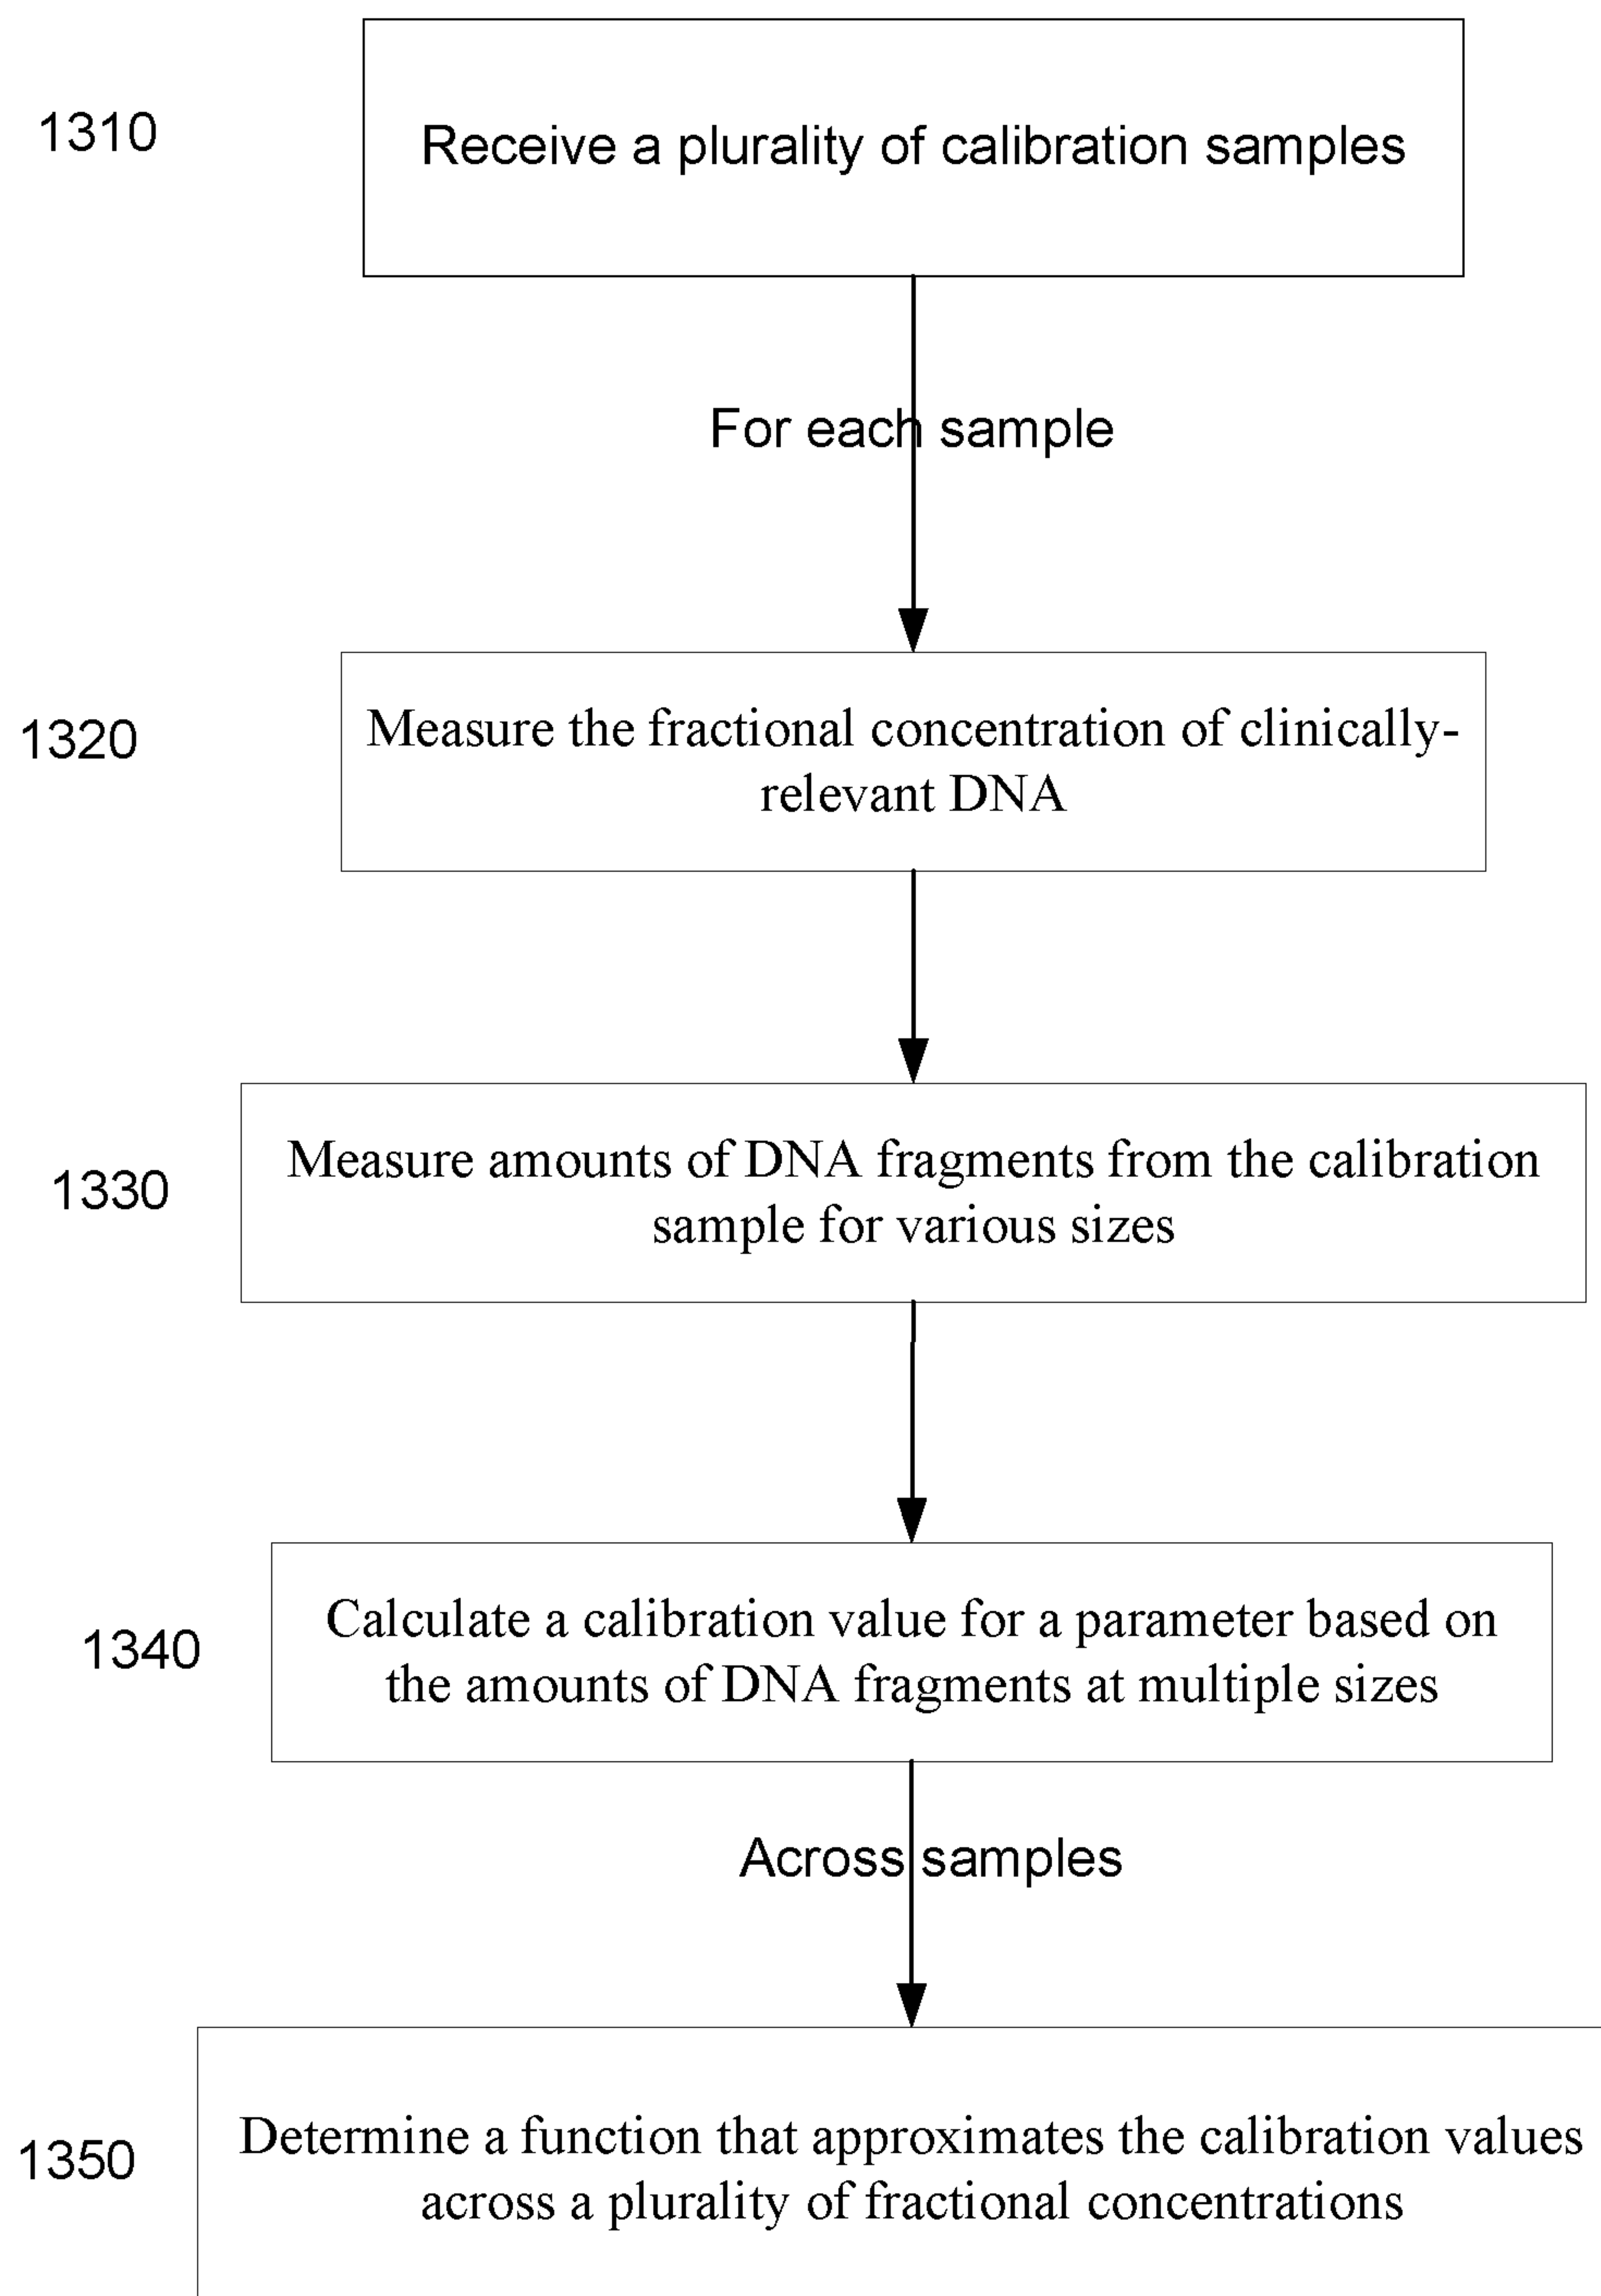 1310
Receive a plurality of calibration samples
For each sample
1320
Measure the fractional concentration of clinically-
relevant DNA
1330
Measure amounts of DNA fragments from the calibration
sample for various sizes
1340
Calculate a calibration value for a parameter based on
the amounts of DNA fragments at multiple sizes
Across samples
1350
Determine a function that approximates the calibration values
across a plurality of fractional concentrations